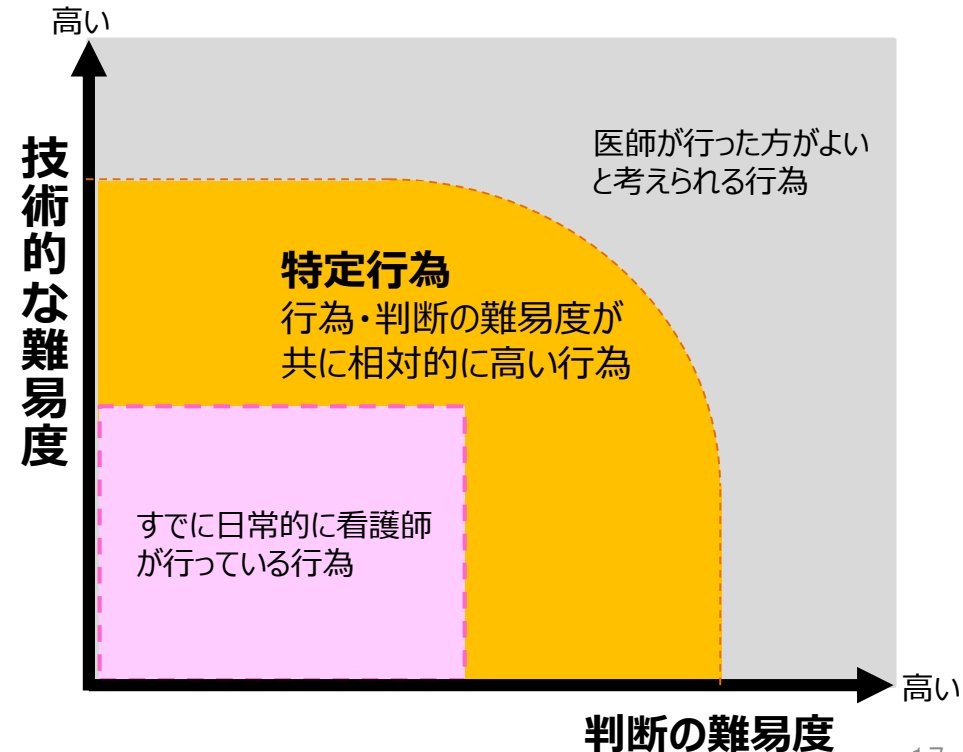 高い
技術的な難易度
医師が行った方がよい
と考えられる行為
特定行為
行為・判断の難易度が
共に相対的に高い行為
すでに日常的に看護師
が行っている行為
高い
判断の難易度
17